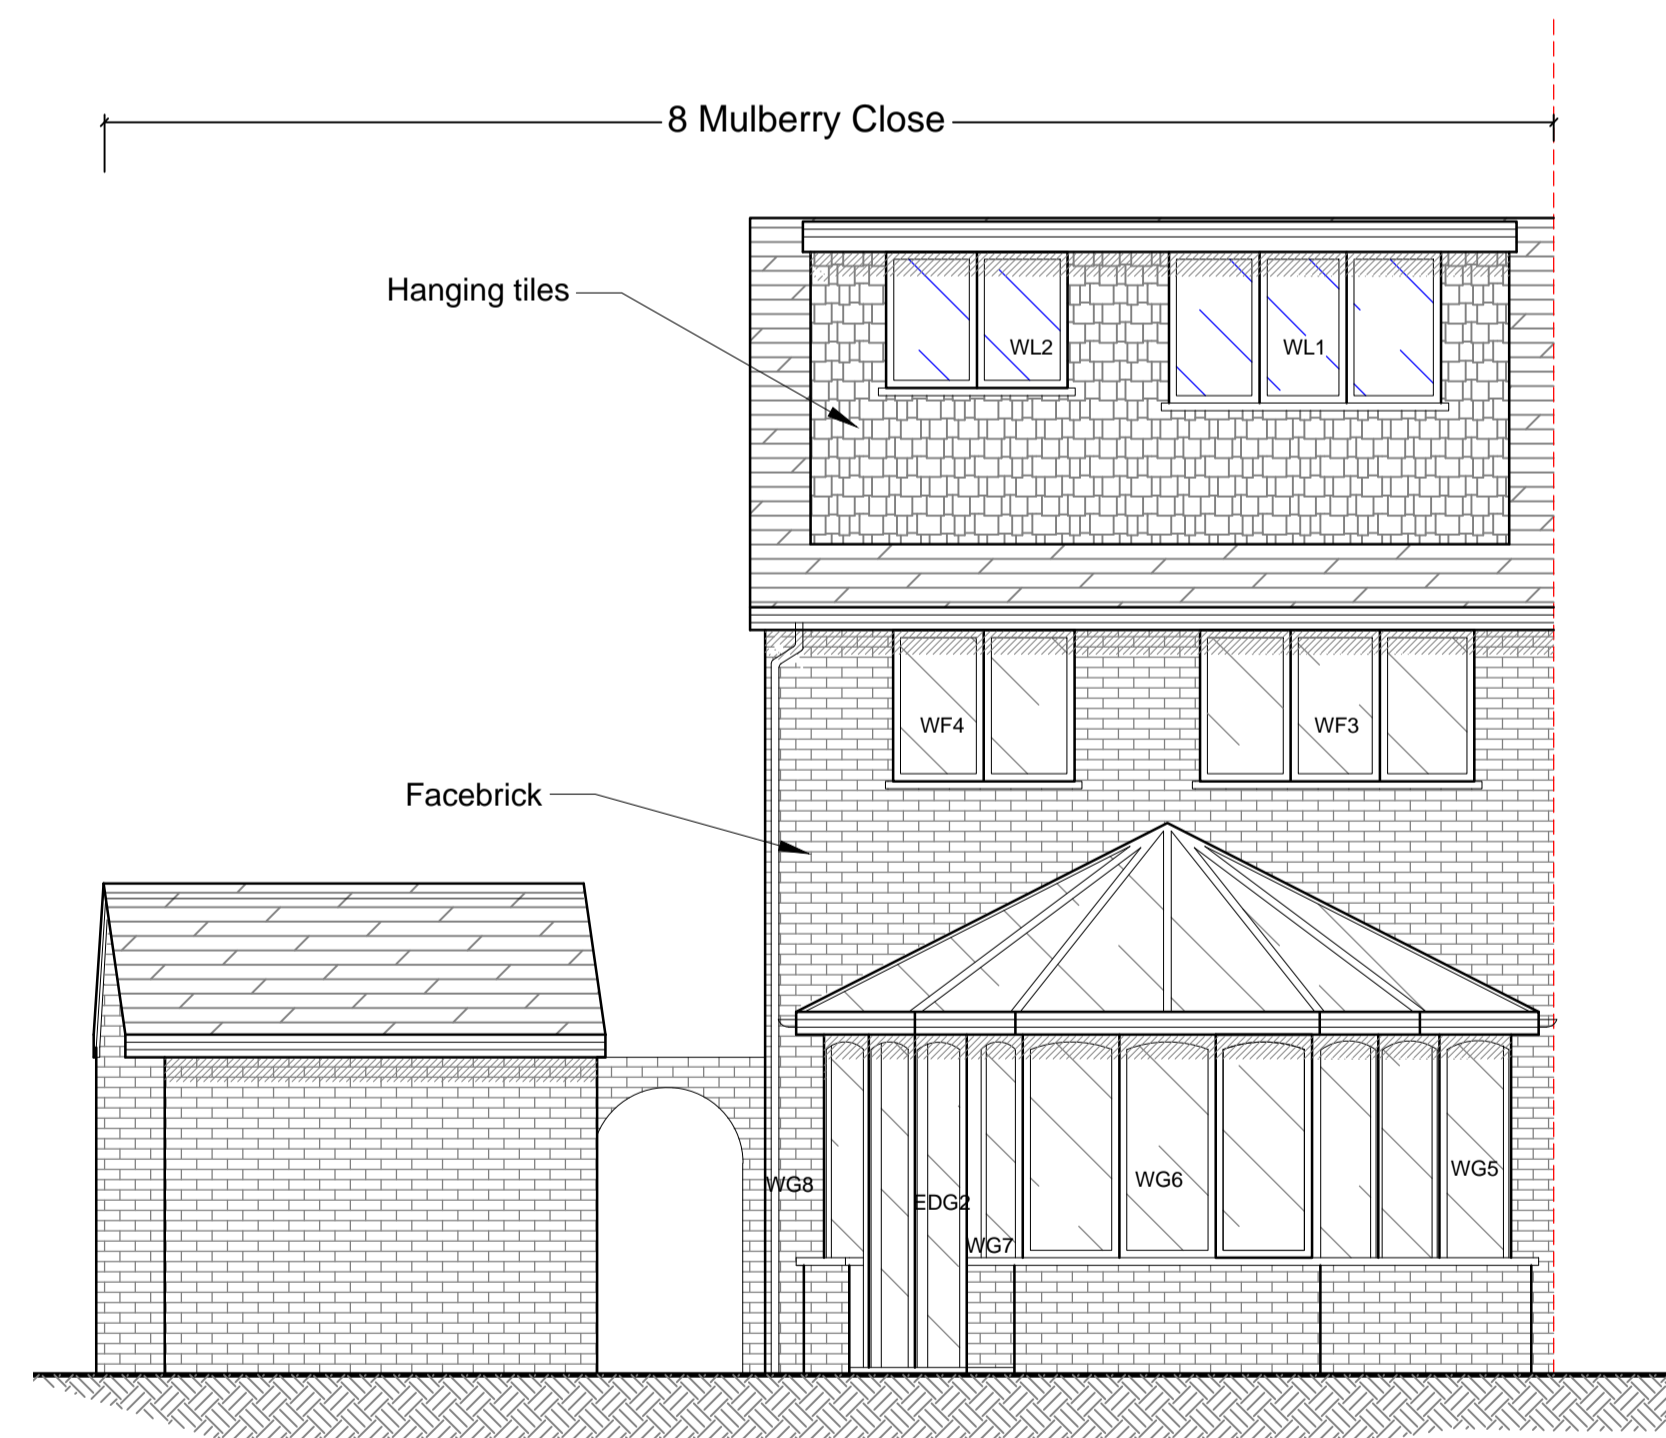 8 Mulberry Close
Hanging tiles
WL2
WL1
WF4
WF3
Facebrick
WG8
EDG2
WG7
WG6
WG5